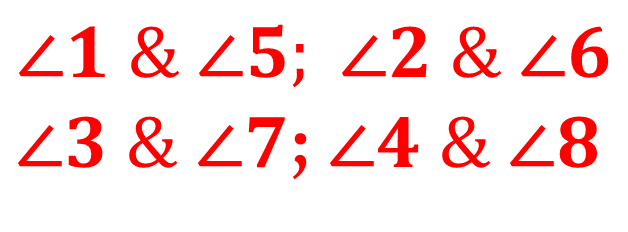 ∠1 & ∠5; ∠2 & ∠6
∠3 & ∠7; ∠4 & ∠8